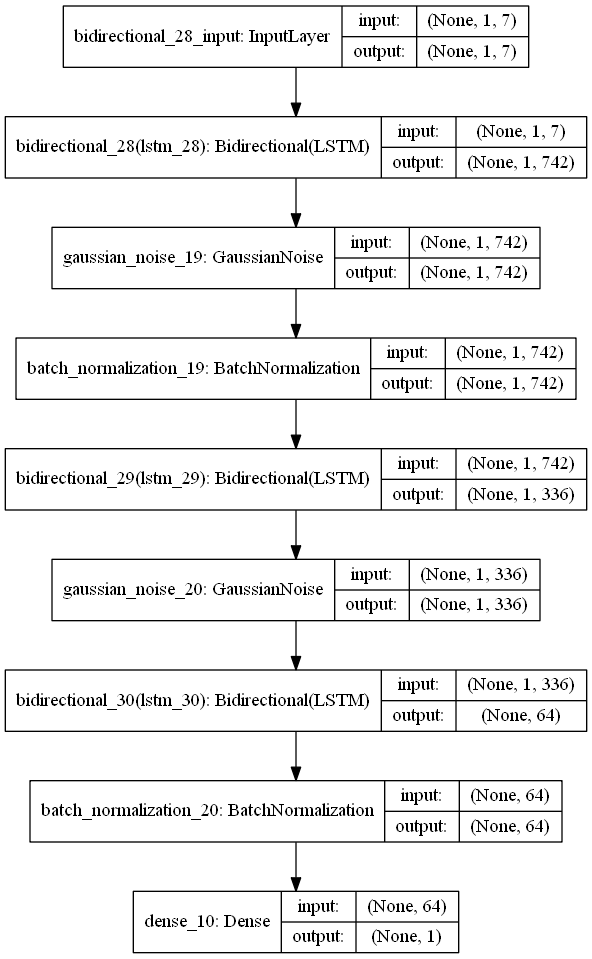 bidirectional_28_input: InputLayer
input: (None, 1, 7)
output: (None, 1, 7)
bidirectional_28(lstm_28): Bidirectional(LSTM)
input: (None, 1, 7)
output: (None, 1, 742)
gaussian_noise_19: GaussianNoise
input: (None, 1, 742)
output: (None, 1, 742)
batch_normalization_19: BatchNormalization
input: (None, 1, 742)
output: (None, 1, 742)
bidirectional_29(lstm_29): Bidirectional(LSTM)
input: (None, 1, 742)
output: (None, 1, 336)
gaussian_noise_20: GaussianNoise
input: (None, 1, 336)
output: (None, 1, 336)
bidirectional_30(lstm_30): Bidirectional(LSTM)
input: (None, 1, 336)
output: (None, 64)
batch_normalization_20: BatchNormalization
input: (None, 64)
output: (None, 64)
dense_10: Dense
input: (None, 64)
output: (None, 1)